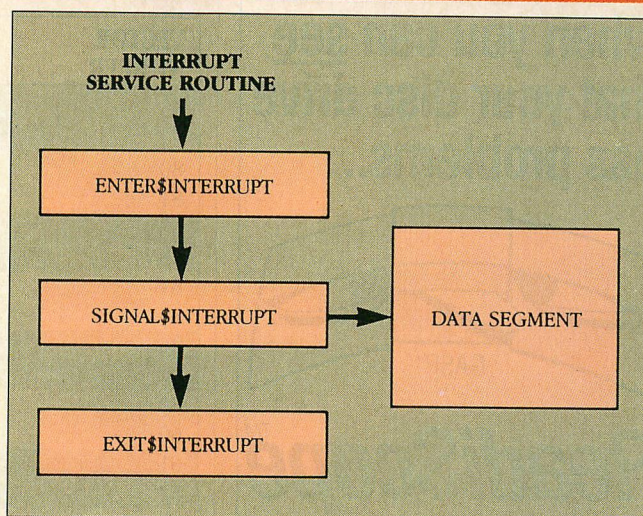 INTERRUPT
SERVICE ROUTINE
ENTER$INTERRUPT
SIGNAL$INTERRUPT
DATA SEGMENT
EXIT$INTERRUPT